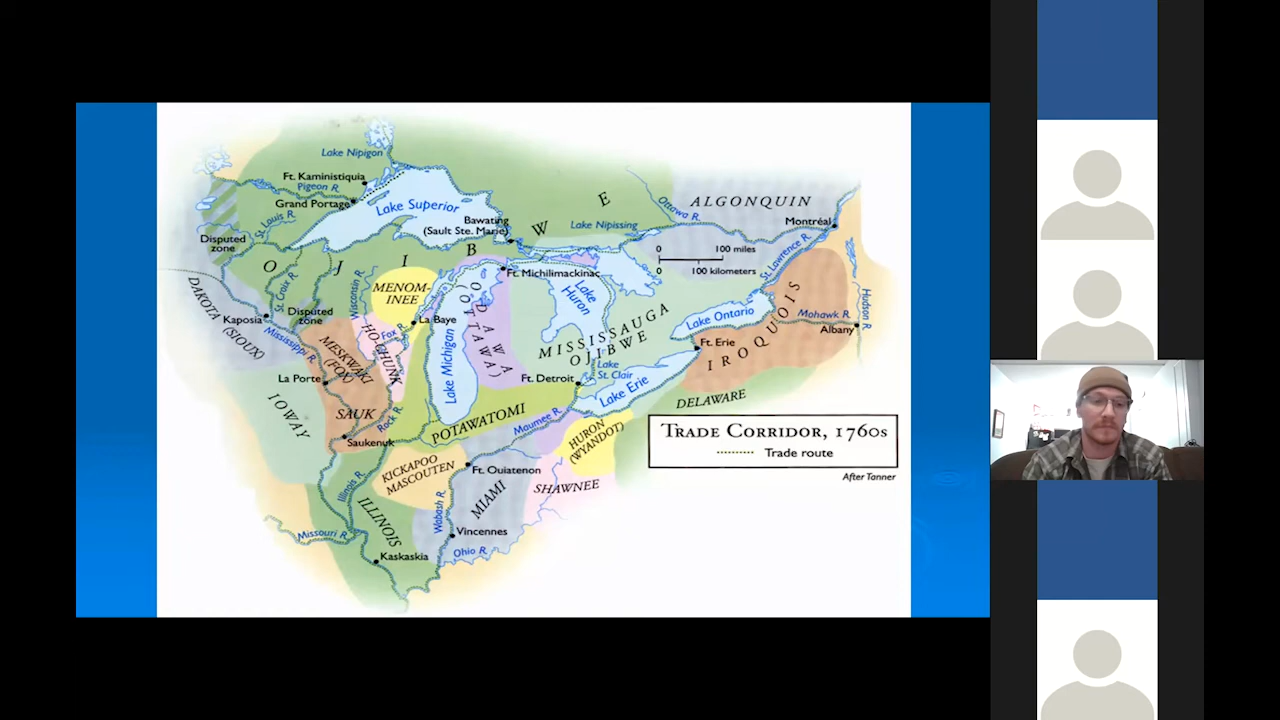 Lake Nipigon
Ft. Kaministiquia
Pigeon R.
Grand Portage
Lake Superior
St. Louis R.
Bawating
(Sault Ste. Marie)
Disputed
zone
OJIBWE
Lake Nipissing
Ottawa R.
ALGONQUIN
Montréal
St. Lawrence R.
0 100 miles
0 100 kilometers
Ft. Michilimackinac
Lake
Huron
DAKOTA
(SIOUX)
St. Croix R.
Wisconsin R.
MENOM-
INEE
Kaposia
Disputed
zone
Mississippi R.
La Baye
Fox R.
HO-CHUNK
MESKWAKI
(FOX)
Lake Michigan
ODAWA
(OTTAWA)
MISSISSAUGA
OJIBWE
Lake Ontario
IROQUOIS
Mohawk R.
Hudson R.
Albany
Ft. Erie
La Porte
IOWAY
SAUK
Rock R.
Saukenuk
Ft. Detroit
Lake
St. Clair
Lake Erie
DELAWARE
POTAWATOMI
Maumee R.
HURON
(WYANDOT)
KICKAPOO
MASCOUTEN
Ft. Ouiatenon
SHAWNEE
Illinois R.
ILLINOIS
Wabash R.
MIAMI
Missouri R.
Vincennes
Kaskaskia
Ohio R.
TRADE CORRIDOR, 1760s
Trade route
After Tanner